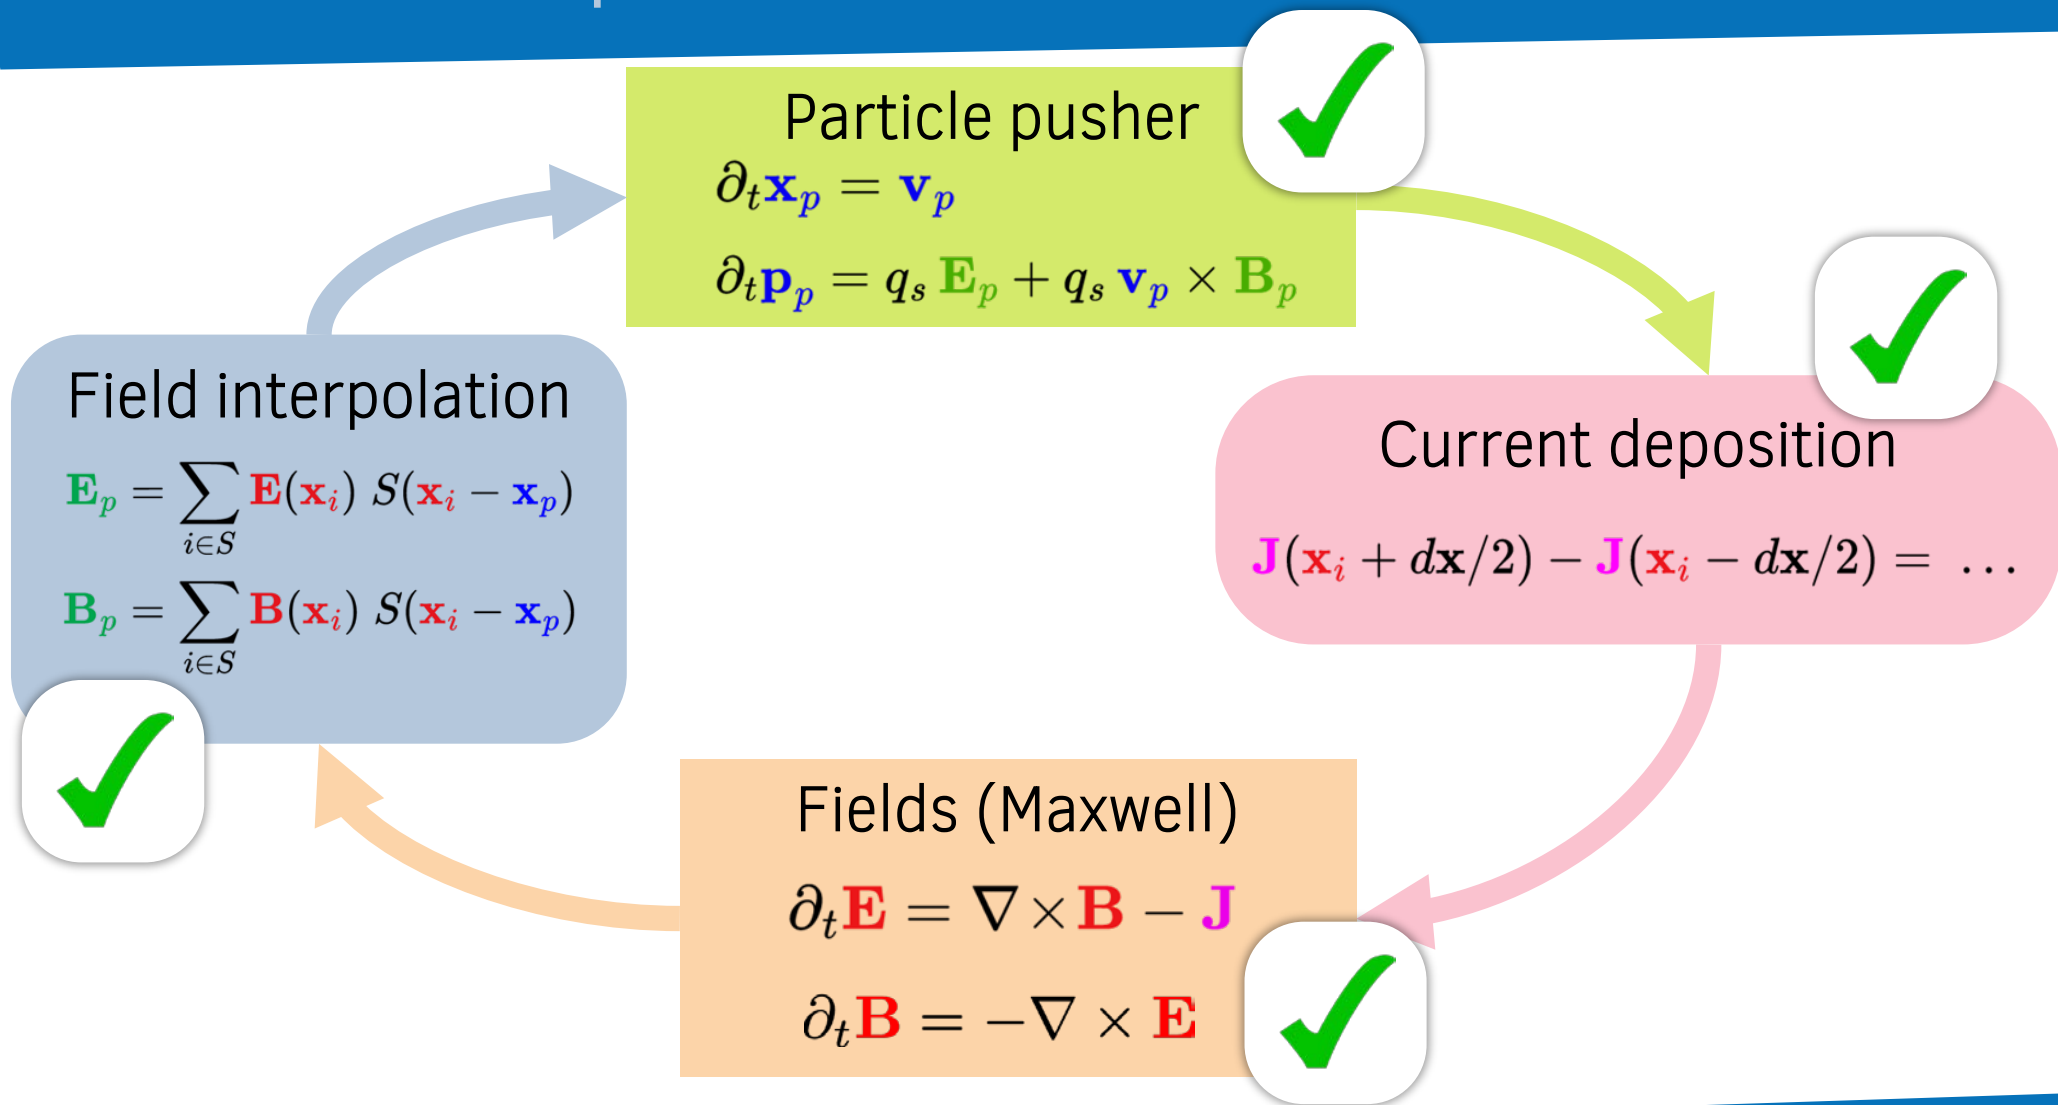 Particle pusher
∂ₜ𝐱ₚ = 𝐯ₚ
∂ₜ𝐩ₚ = qₛ 𝐄ₚ + qₛ 𝐯ₚ × 𝐁ₚ
Field interpolation
𝐄ₚ = ∑_{i∈S} 𝐄(𝐱ᵢ) S(𝐱ᵢ − 𝐱ₚ)
𝐁ₚ = ∑_{i∈S} 𝐁(𝐱ᵢ) S(𝐱ᵢ − 𝐱ₚ)
Current deposition
𝐉(𝐱ᵢ + d𝐱/2) − 𝐉(𝐱ᵢ − d𝐱/2) = ...
Fields (Maxwell)
∂ₜ𝐄 = ∇ × 𝐁 − 𝐉
∂ₜ𝐁 = −∇ × 𝐄